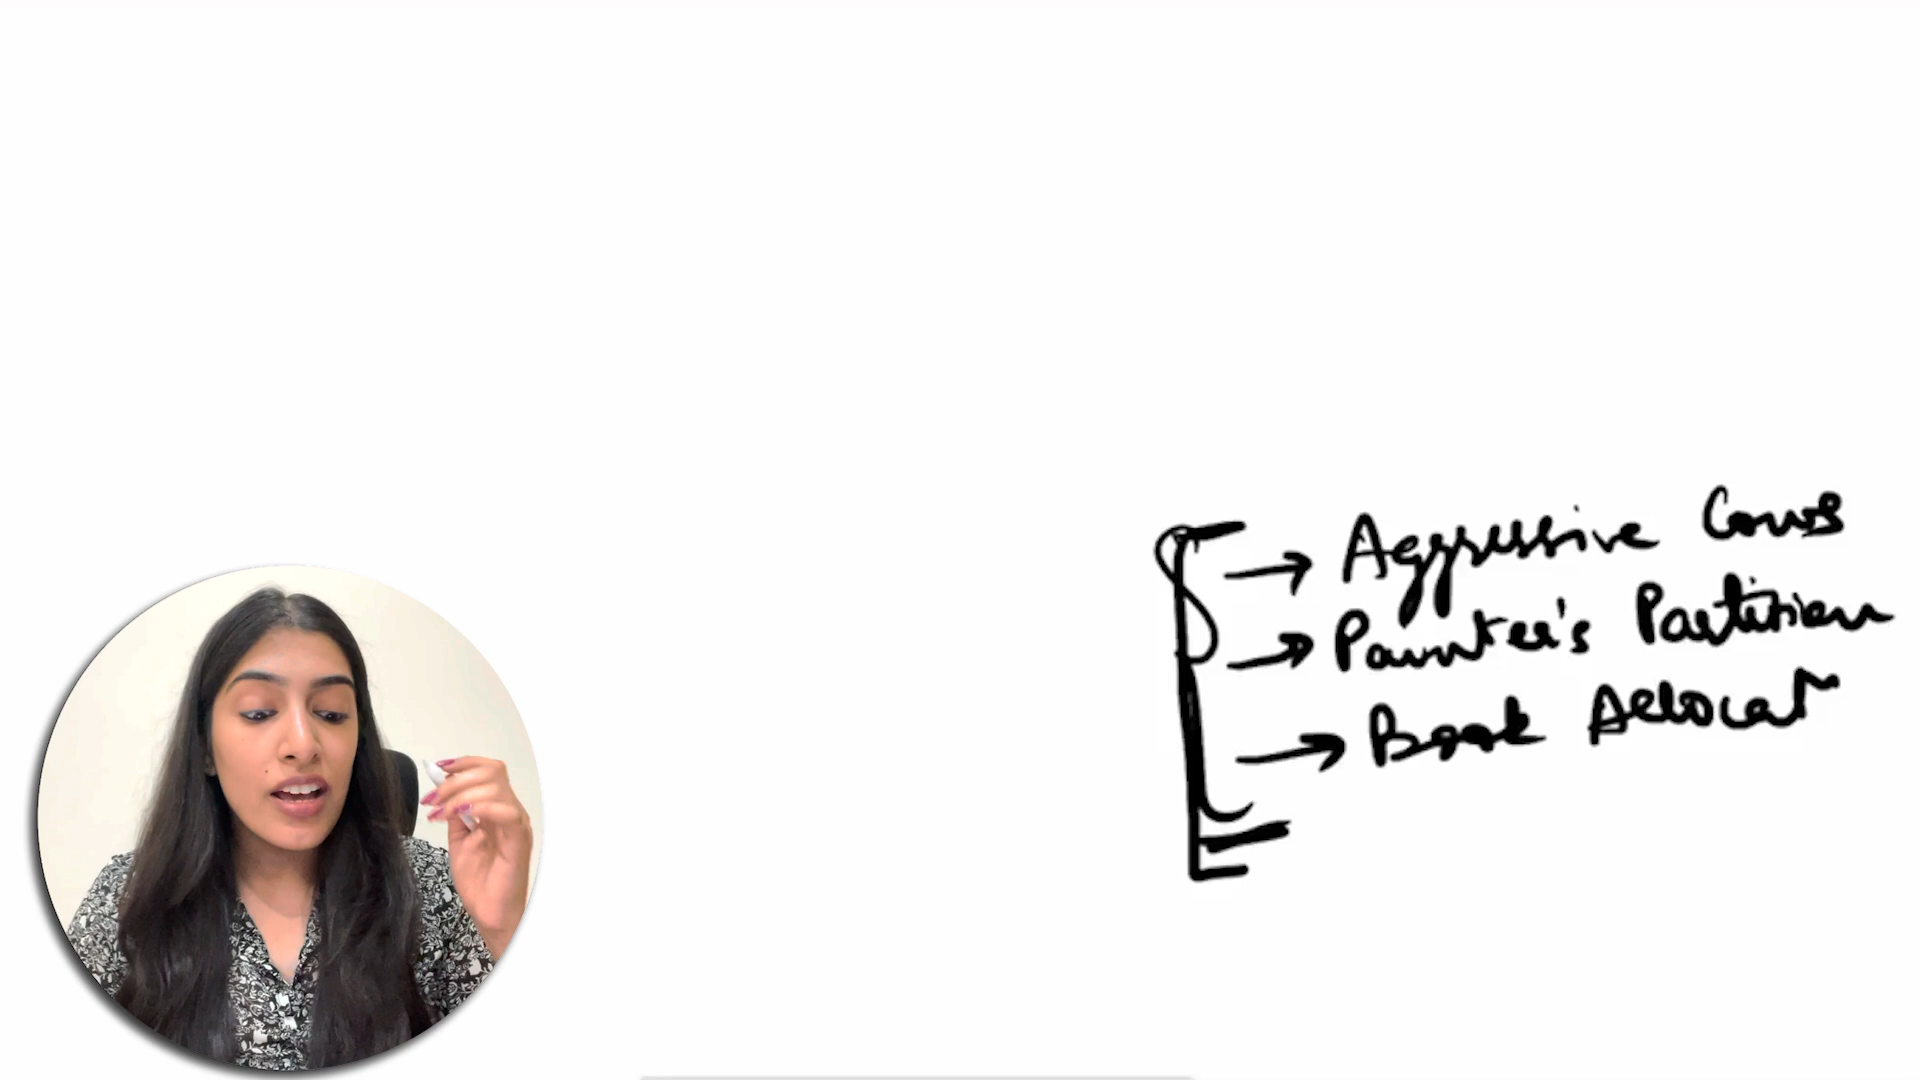 → Aggressive Cows
→ Painter's Partition
→ Book Allocat